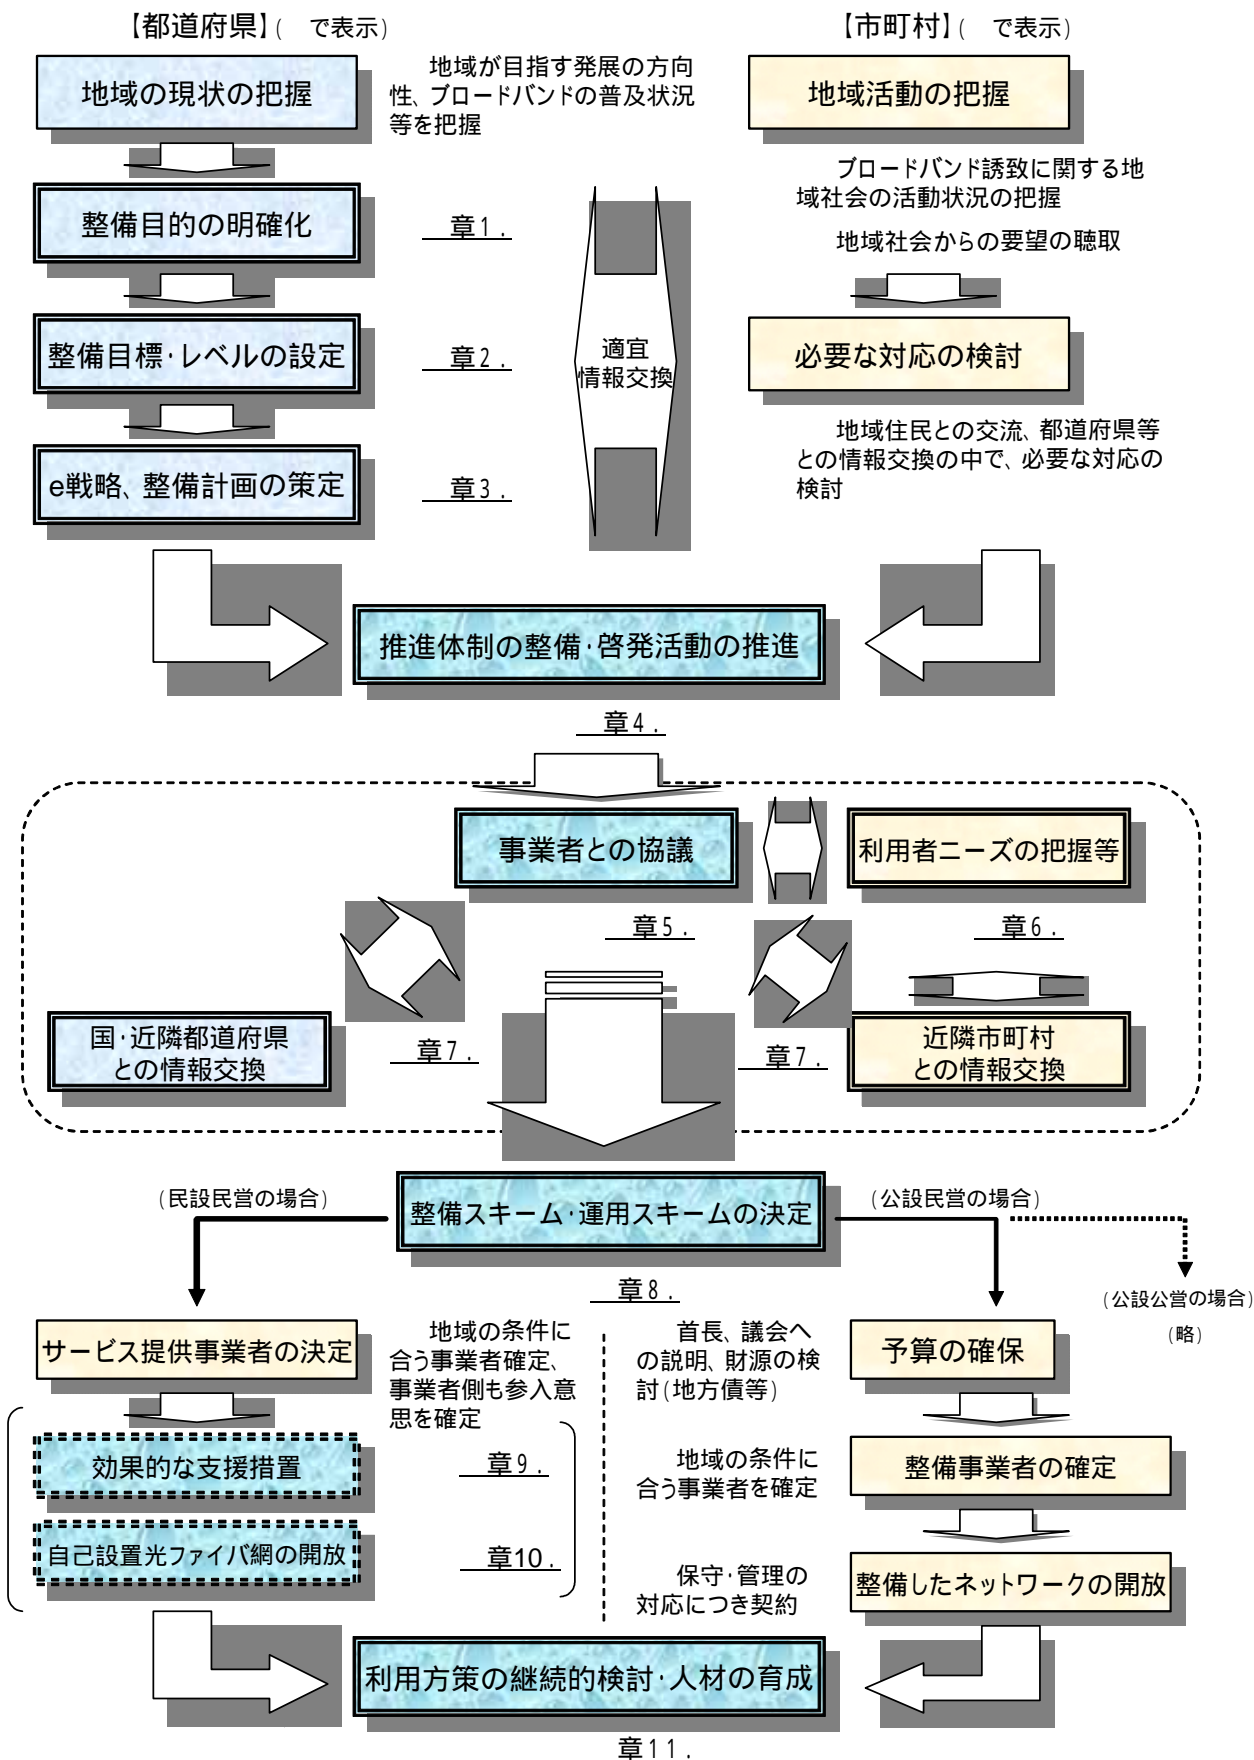 【都道府県】(　で表示)
【市町村】(　で表示)
地域の現状の把握
地域が目指す発展の方向
性、ブロードバンドの普及状況
等を把握
地域活動の把握
ブロードバンド誘致に関する地
域社会の活動状況の把握
地域社会からの要望の聴取
整備目的の明確化
章1.
整備目標・レベルの設定
章2.
適宜
情報交換
必要な対応の検討
地域住民との交流、都道府県等
との情報交換の中で、必要な対応の
検討
e戦略、整備計画の策定
章3.
推進体制の整備・啓発活動の推進
章4.
事業者との協議
利用者ニーズの把握等
章5.
章6.
国・近隣都道府県
との情報交換
章7.
章7.
近隣市町村
との情報交換
(民設民営の場合)
整備スキーム・運用スキームの決定
(公設民営の場合)
章8.
(公設公営の場合)
(略)
サービス提供事業者の決定
地域の条件に
合う事業者確定、
事業者側も参入意
思を確定
首長、議会へ
の説明、財源の検
討(地方債等)
予算の確保
効果的な支援措置
章9.
地域の条件に
合う事業者を確定
整備事業者の確定
自己設置光ファイバ網の開放
章10.
保守・管理の
対応につき契約
整備したネットワークの開放
利用方策の継続的検討・人材の育成
章11.